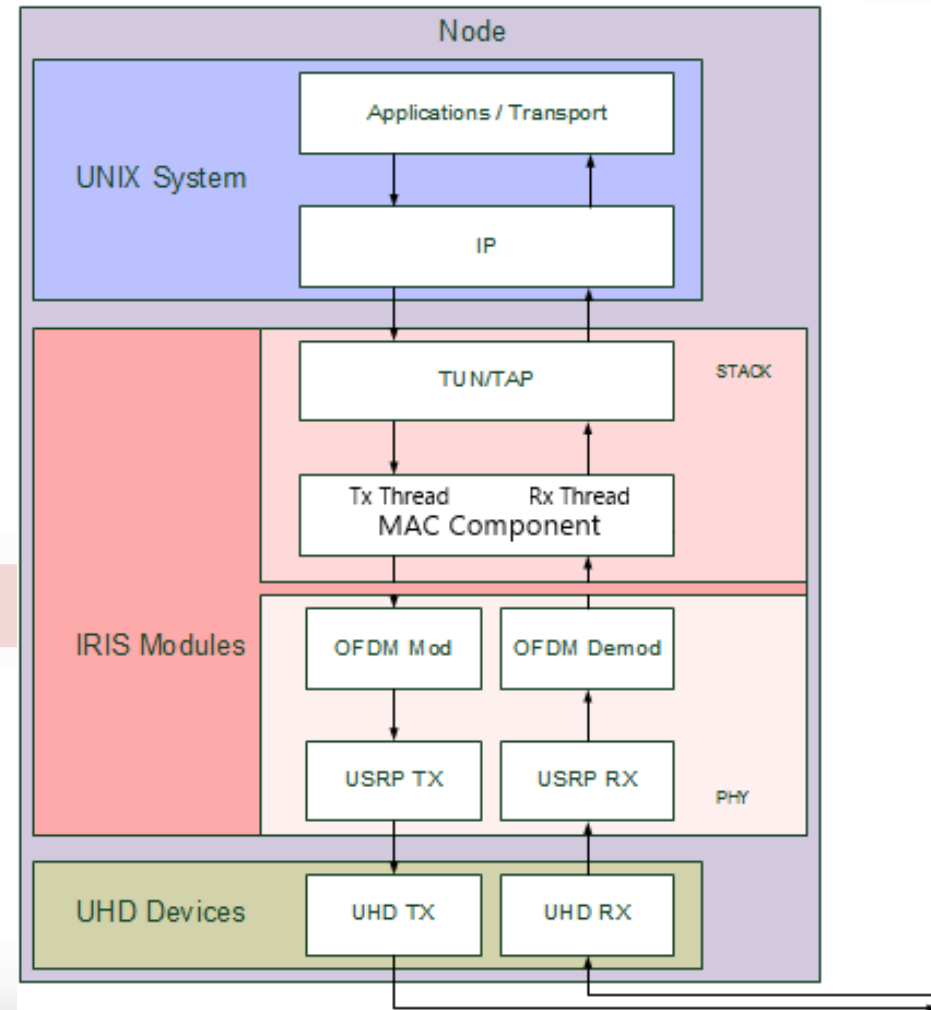 Node
Applications / Transport
UNIX System
IP
TUN/TAP
STACK
Tx Thread Rx Thread
MAC Component
IRIS Modules
OFDM Mod
OFDM Demod
USRP TX
USRP RX
PHY
UHD Devices
UHD TX
UHD RX